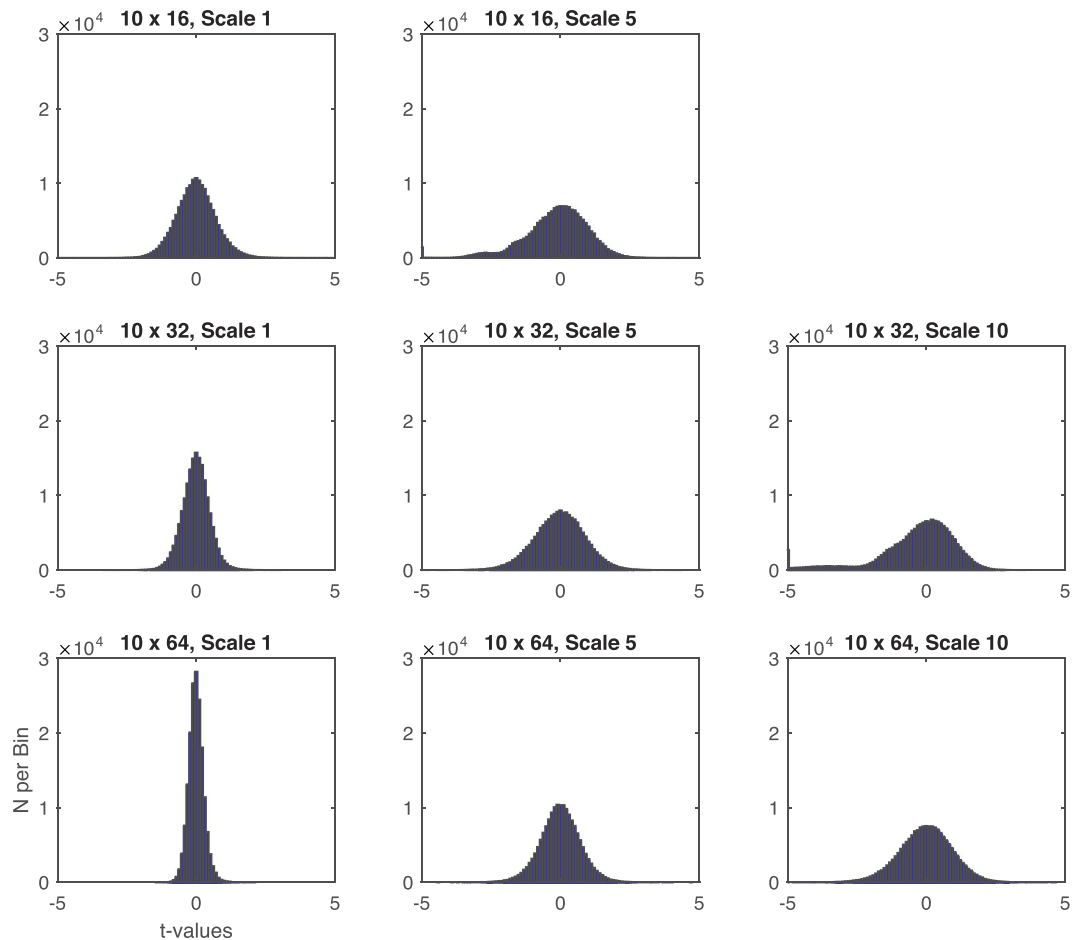 ×10⁴ 10 x 16, Scale 1
3
2
1
0
-5 0 5
×10⁴ 10 x 16, Scale 5
3
2
1
0
-5 0 5
×10⁴ 10 x 32, Scale 1
3
2
1
0
-5 0 5
×10⁴ 10 x 32, Scale 5
3
2
1
0
-5 0 5
×10⁴ 10 x 32, Scale 10
3
2
1
0
-5 0 5
×10⁴ 10 x 64, Scale 1
3
2
1
0
-5 0 5
N per Bin
t-values
×10⁴ 10 x 64, Scale 5
3
2
1
0
-5 0 5
×10⁴ 10 x 64, Scale 10
3
2
1
0
-5 0 5